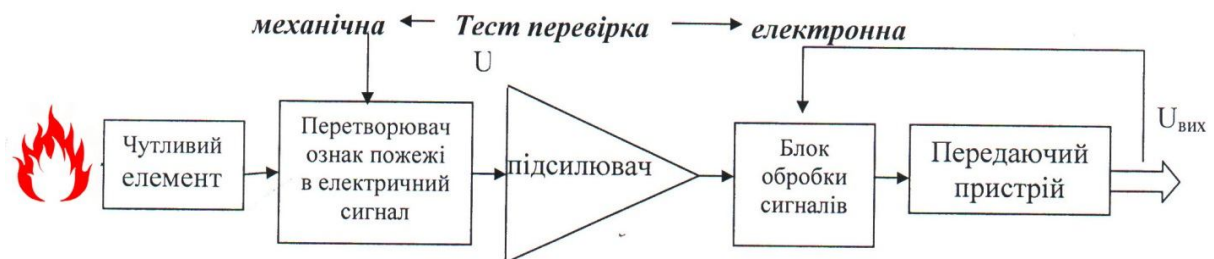 механічна Тест перевірка електронна
U
Чутливий
елемент
Перетворювач
ознак пожежі
в електричний
сигнал
підсилювач
Блок
обробки
сигналів
Передаючий
пристрій
Uвих